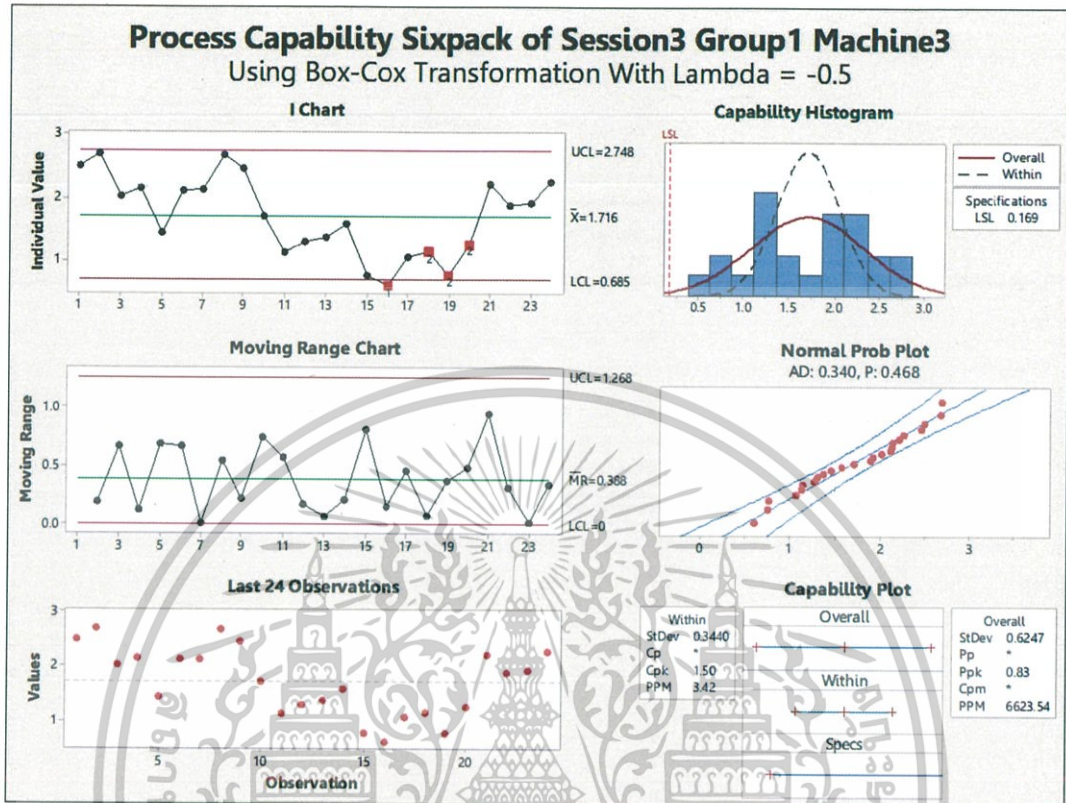 Process Capability Sixpack of Session3 Group1 Machine3
Using Box-Cox Transformation With Lambda = -0.5
I Chart
Individual Value
3
2
1
UCL=2.748
X̄=1.716
LCL=0.685
1
2
2
2
1 3 5 7 9 11 13 15 17 19 21 23
Capability Histogram
LSL
Overall
Within
Specifications
LSL 0.169
0.5 1.0 1.5 2.0 2.5 3.0
Moving Range Chart
Moving Range
1.0
0.5
0.0
UCL=1.268
M̄R̄=0.388
LCL=0
1 3 5 7 9 11 13 15 17 19 21 23
Normal Prob Plot
AD: 0.340, P: 0.468
0 1 2 3
Last 24 Observations
Values
3
2
1
5 10 15 20
Observation
Capability Plot
Within
StDev 0.3440
Cp *
Cpk 1.50
PPM 3.42
Overall
Within
Specs
Overall
StDev 0.6247
Pp *
Ppk 0.83
Cpm *
PPM 6623.54